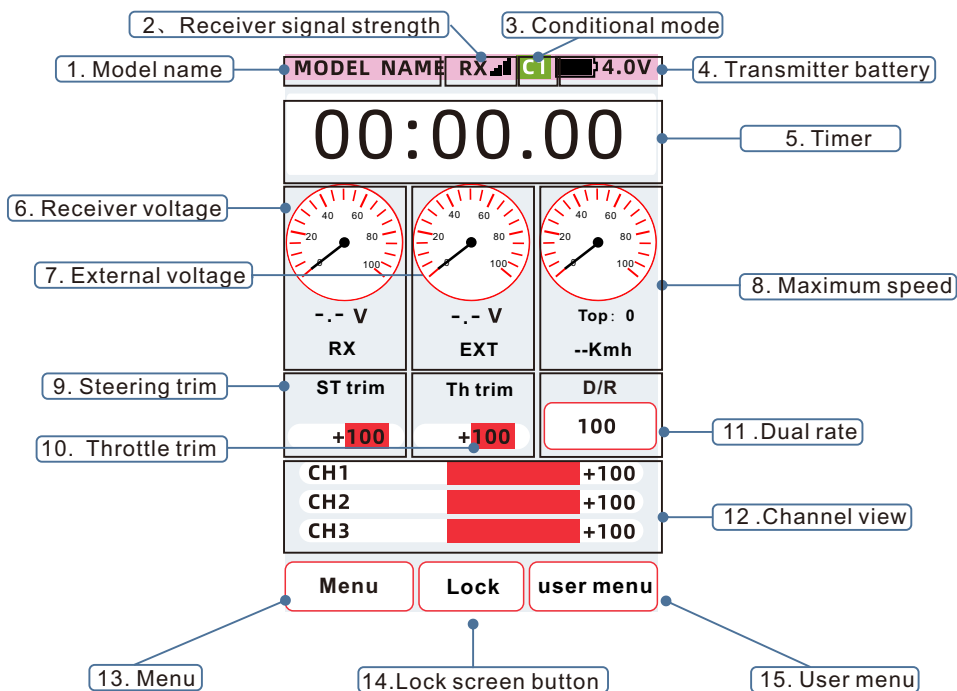 2、Receiver signal strength
3. Conditional mode
1. Model name
MODEL NAME RX C1 4.0V
4. Transmitter battery
00:00.00
5. Timer
6. Receiver voltage
0 20 40 60 80 100
0 20 40 60 80 100
0 20 40 60 80 100
7. External voltage
8. Maximum speed
-.- V
-.- V
Top: 0
RX
EXT
--Kmh
9. Steering trim
ST trim
Th trim
D/R
+100
+100
100
10. Throttle trim
11 .Dual rate
CH1 +100
CH2 +100
CH3 +100
12 .Channel view
Menu
Lock
user menu
13. Menu
14.Lock screen button
15. User menu